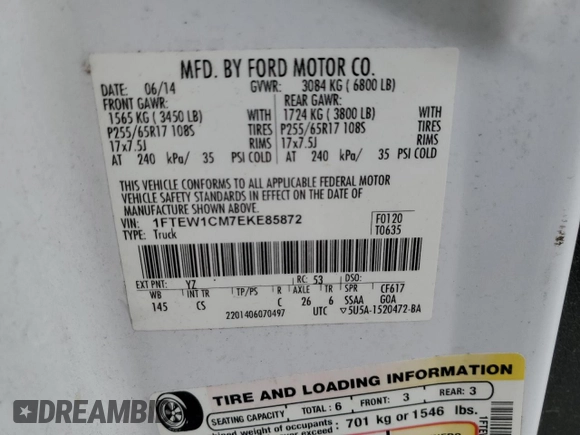 MFD. BY FORD MOTOR CO.
DATE: 06/14 GVWR: 3084 KG ( 6800 LB)
FRONT GAWR: REAR GAWR:
1565 KG ( 3450 LB) WITH 1724 KG ( 3800 LB) WITH
P255/65R17 108S TIRES P255/65R17 108S TIRES
17x7.5J RIMS 17x7.5J RIMS
AT 240 kPa/ 35 PSI COLD AT 240 kPa/ 35 PSI COLD
THIS VEHICLE CONFORMS TO ALL APPLICABLE FEDERAL MOTOR
VEHICLE SAFETY STANDARDS IN EFFECT ON THE DATE OF
MANUFACTURE SHOWN ABOVE.
VIN: 1FTEW1CM7EKE85872 F0120
TYPE: Truck T0635
EXT PNT: YZ RC: 53 DSO:
WB INT TR TP/PS R AXLE TR SPR CF617
145 CS C 26 6 SSAA GOA
2201406070497 UTC ▽5U5A-1520472-BA
TIRE AND LOADING INFORMATION
SEATING CAPACITY TOTAL: 6 FRONT: 3 REAR: 3
weight of occupants: 701 kg or 1546 lbs.
1FTE
DREAMBI